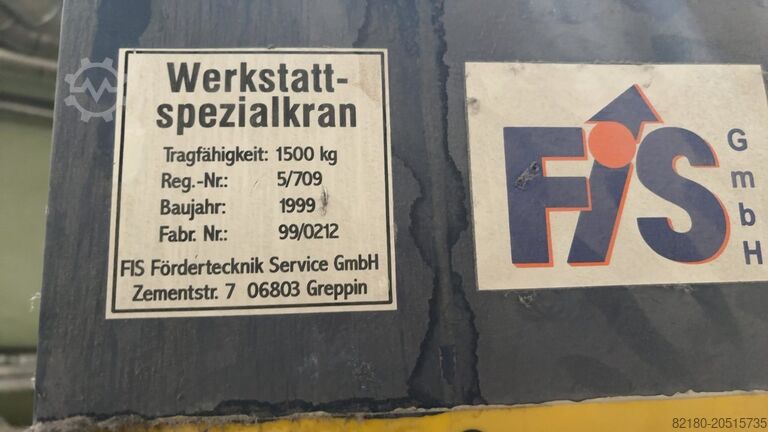 Werkstatt-
spezialkran
Tragfähigkeit: 1500 kg
Reg.-Nr.: 5/709
Baujahr: 1999
Fabr. Nr.: 99/0212
FIS Fördertecknik Service GmbH
Zementstr. 7 06803 Greppin
FiS
GmbH
82180-20515735